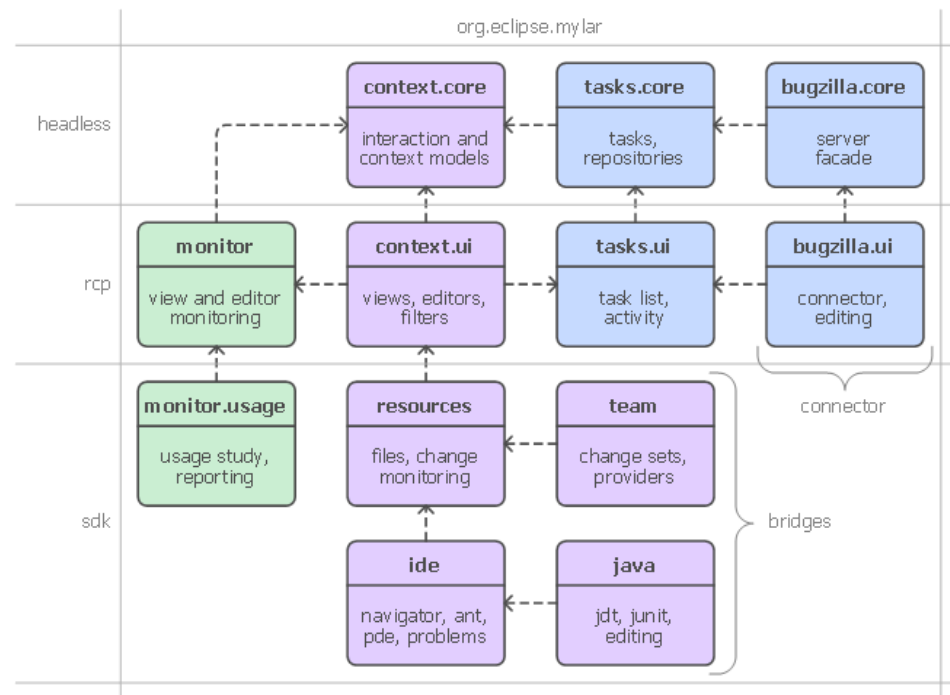 org.eclipse.mylar
headless
context.core
interaction and
context models
tasks.core
tasks,
repositories
bugzilla.core
server
facade
rcp
monitor
view and editor
monitoring
context.ui
views, editors,
filters
tasks.ui
task list,
activity
bugzilla.ui
connector,
editing
connector
sdk
monitor.usage
usage study,
reporting
resources
files, change
monitoring
team
change sets,
providers
bridges
ide
navigator, ant,
pde, problems
java
jdt, junit,
editing